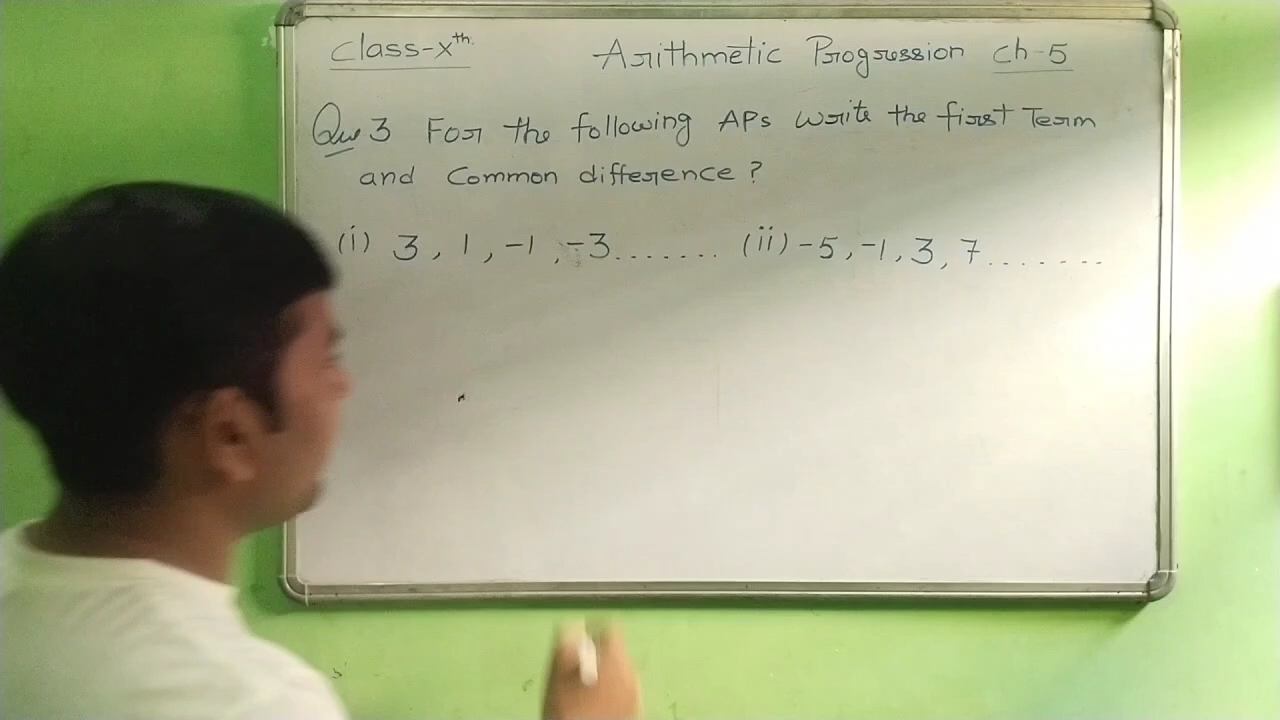 Class-Xth. Arithmetic Progression Ch-5
Que 3 For the following APs write the first Term
and Common difference ?
(i) 3, 1, -1, -3....... (ii) -5, -1, 3, 7.......